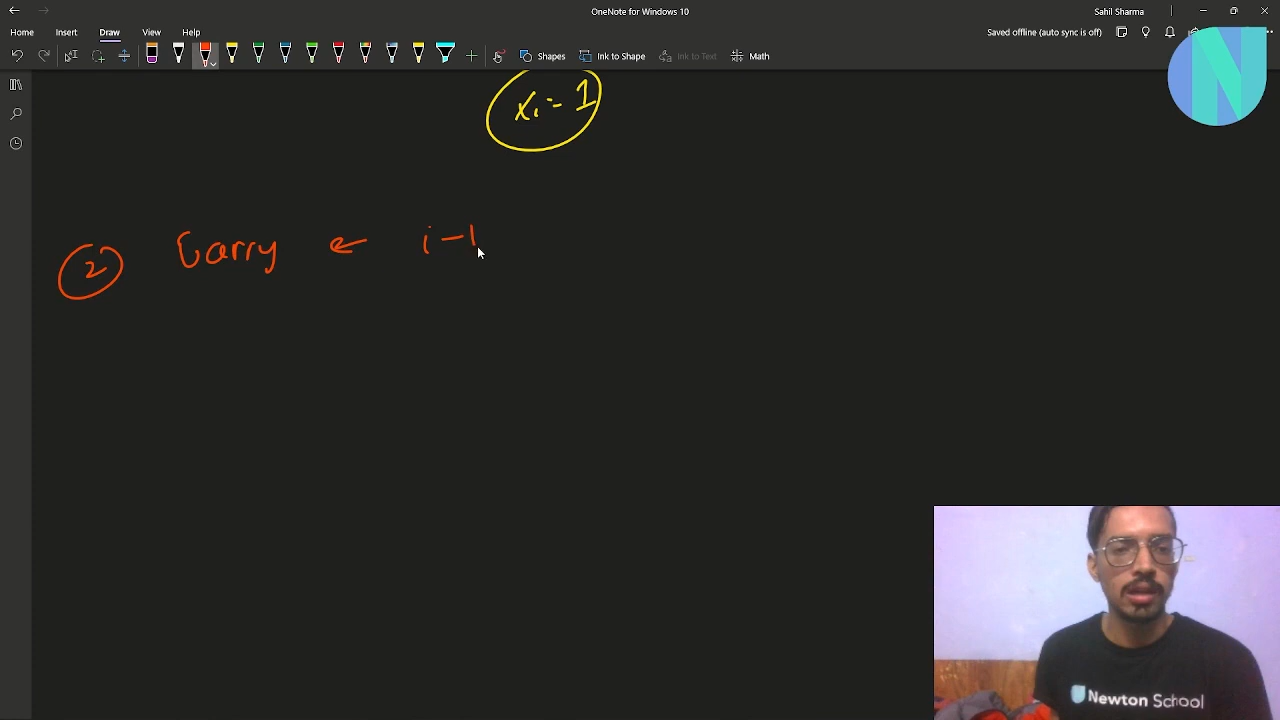 OneNote for Windows 10
Sahil Sharma
Home Insert Draw View Help
Saved offline (auto sync is off)
Shapes Ink to Shape Ink to Text Math
xi = 1
2 Carry ← i-1
Newton School